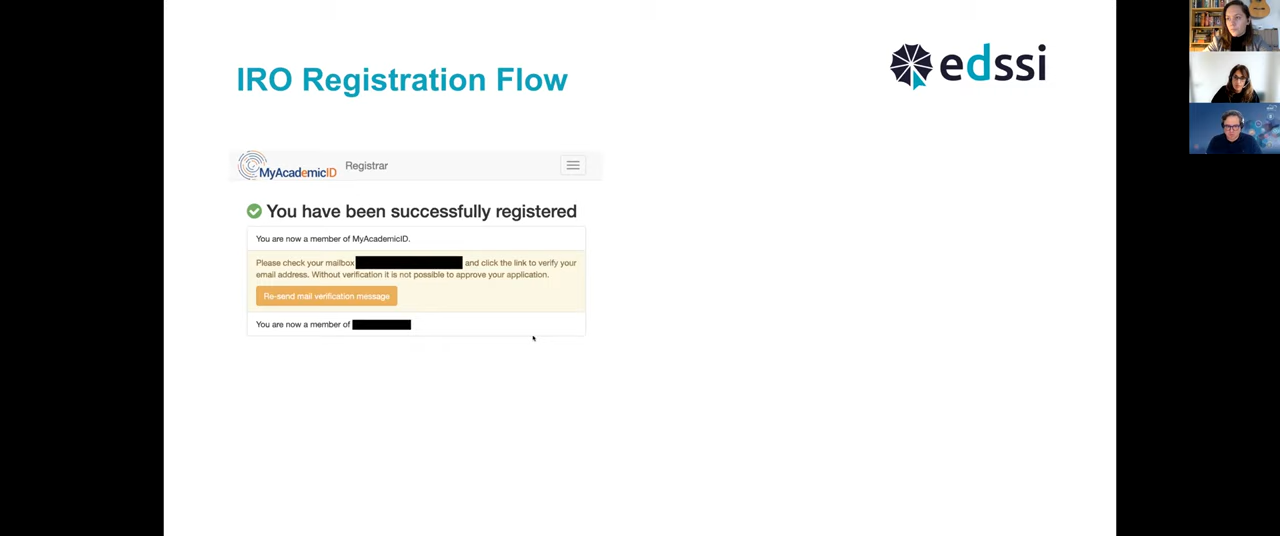 IRO Registration Flow
edssi
MyAcademicID Registrar
You have been successfully registered
You are now a member of MyAcademicID.
Please check your mailbox and click the link to verify your
email address. Without verification it is not possible to approve your application.
Re-send mail verification message
You are now a member of